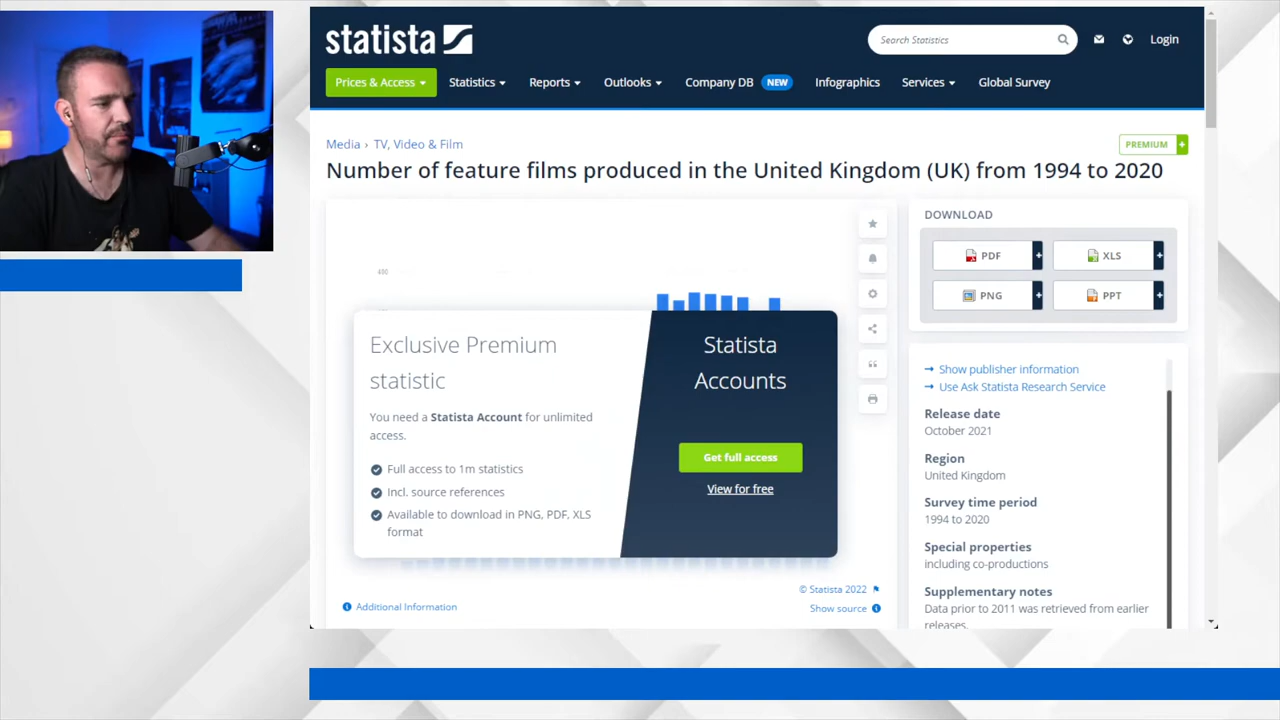 statista
Search Statistics
Login
Prices & Access
Statistics
Reports
Outlooks
Company DB NEW
Infographics
Services
Global Survey
Media › TV, Video & Film
PREMIUM +
Number of feature films produced in the United Kingdom (UK) from 1994 to 2020
400
Exclusive Premium
statistic
You need a Statista Account for unlimited
access.
Full access to 1m statistics
Incl. source references
Available to download in PNG, PDF, XLS
format
Statista
Accounts
Get full access
View for free
© Statista 2022
Additional Information
Show source
DOWNLOAD
PDF +
XLS +
PNG +
PPT +
→ Show publisher information
→ Use Ask Statista Research Service
Release date
October 2021
Region
United Kingdom
Survey time period
1994 to 2020
Special properties
including co-productions
Supplementary notes
Data prior to 2011 was retrieved from earlier
releases.